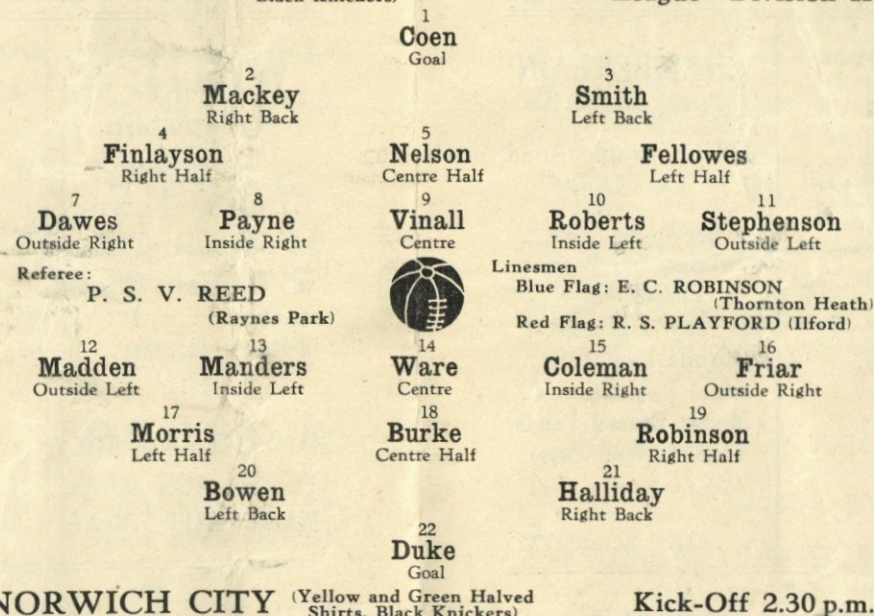 Black Knickers)
League—Division II
1
Coen
Goal
2 3
Mackey Smith
Right Back Left Back
4 5
Finlayson Nelson Fellowes
Right Half Centre Half Left Half
7 8 9 10 11
Dawes Payne Vinall Roberts Stephenson
Outside Right Inside Right Centre Inside Left Outside Left
Referee:
P. S. V. REED
(Raynes Park)
Linesmen
Blue Flag: E. C. ROBINSON
(Thornton Heath)
Red Flag: R. S. PLAYFORD (Ilford)
12 13 14 15 16
Madden Manders Ware Coleman Friar
Outside Left Inside Left Centre Inside Right Outside Right
17 18 19
Morris Burke Robinson
Left Half Centre Half Right Half
20 21
Bowen Halliday
Left Back Right Back
22
Duke
Goal
NORWICH CITY (Yellow and Green Halved
Shirts, Black Knickers) Kick-Off 2.30 p.m.